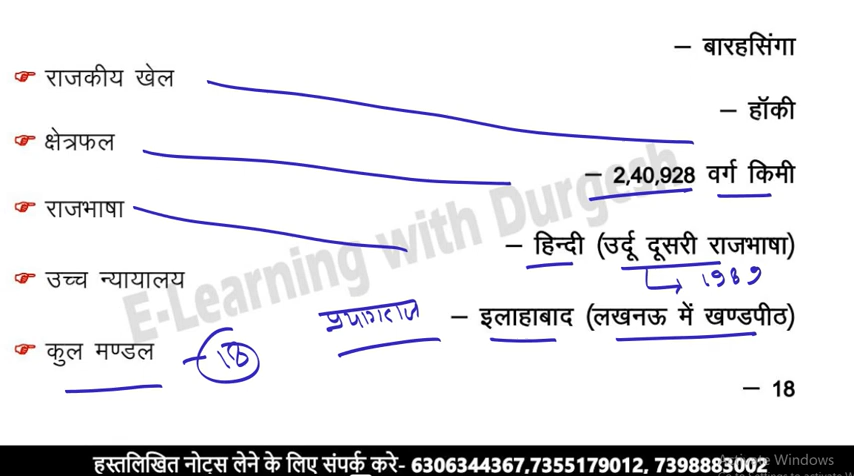 – बारहसिंगा
☞ राजकीय खेल
– हॉकी
☞ क्षेत्रफल
– 2,40,928 वर्ग किमी
☞ राजभाषा
– हिन्दी (उर्दू दूसरी राजभाषा)
1989
☞ उच्च न्यायालय
प्रयागराज
– इलाहाबाद (लखनऊ में खण्डपीठ)
☞ कुल मण्डल – 18
– 18
E-Learning with Durgesh
Activate Windows
हस्तलिखित नोट्स लेने के लिए संपर्क करे- 6306344367,7355179012, 7398883002